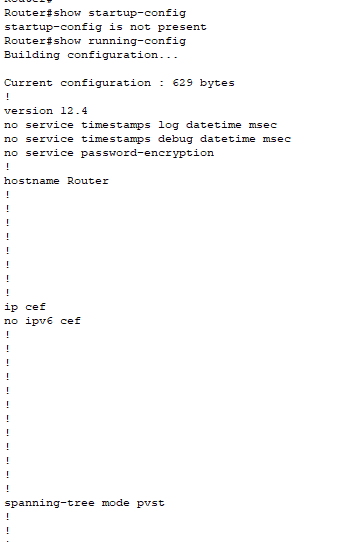 Router#
Router#show startup-config
startup-config is not present
Router#show running-config
Building configuration...
Current configuration : 629 bytes
!
version 12.4
no service timestamps log datetime msec
no service timestamps debug datetime msec
no service password-encryption
!
hostname Router
!
!
!
!
!
!
!
!
ip cef
no ipv6 cef
!
!
!
!
!
!
!
!
!
!
!
!
spanning-tree mode pvst
!
!
!